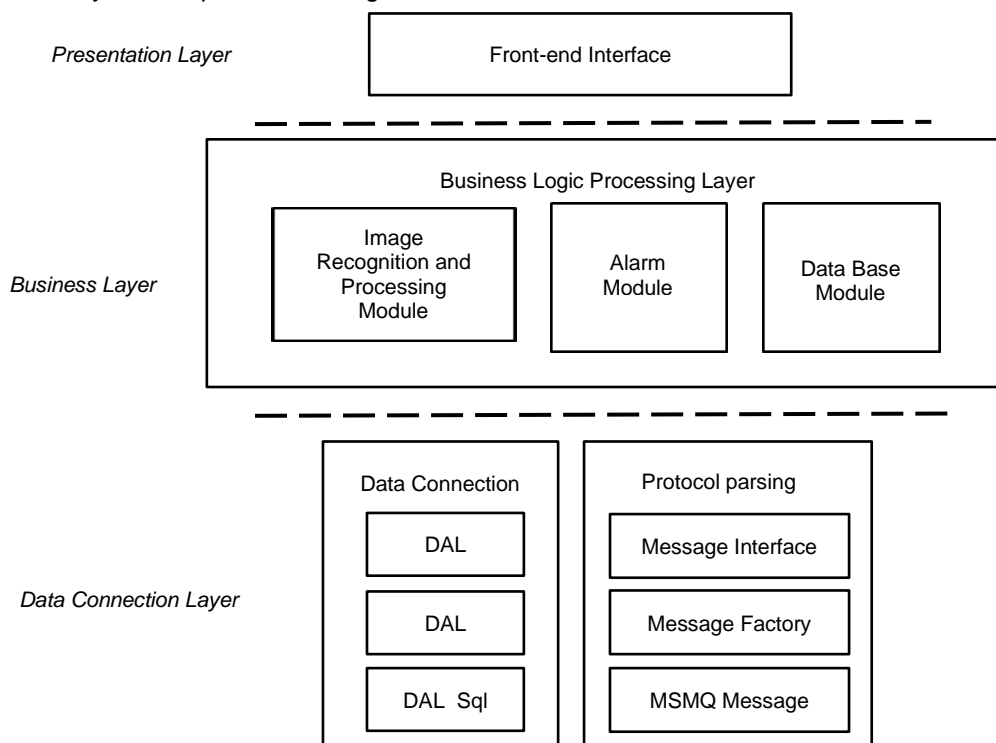 Presentation Layer
Front-end Interface
Business Logic Processing Layer
Image
Recognition and
Processing
Module
Alarm
Module
Data Base
Module
Business Layer
Data Connection
Protocol parsing
DAL
Message Interface
Data Connection Layer
DAL
Message Factory
DAL Sql
MSMQ Message